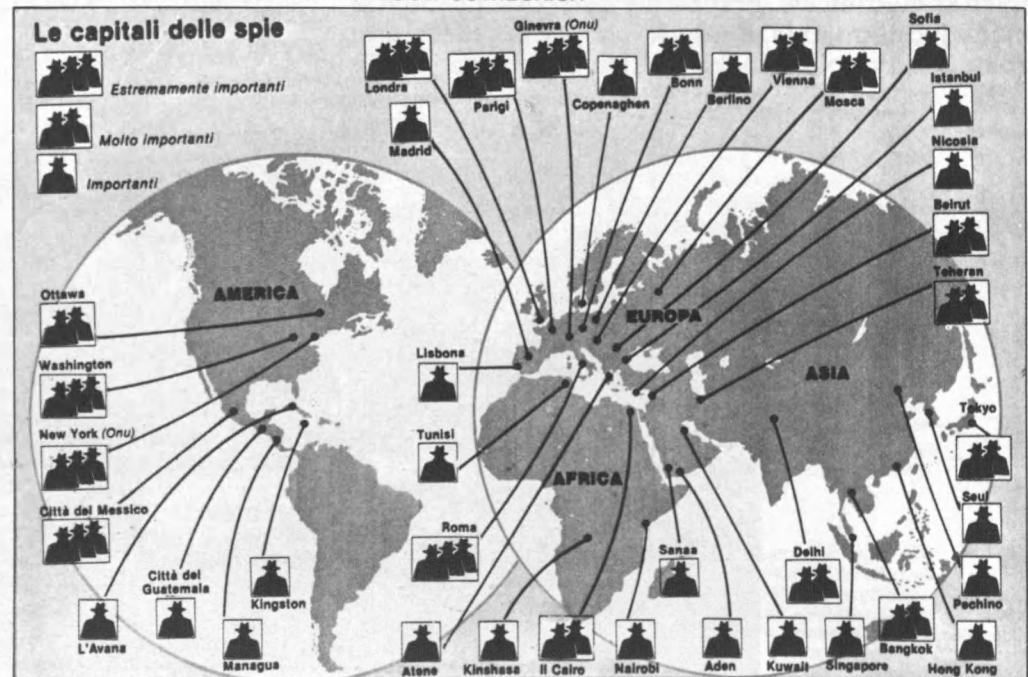 Le capitali delle spie
Estremamente importanti
Molto importanti
Importanti
Londra
Madrid
Parigi
Ginevra (Onu)
Copenaghen
Bonn
Berlino
Vienna
Mosca
Sofia
Istanbul
Nicosia
Beirut
Teheran
AMERICA
EUROPA
ASIA
AFRICA
Ottawa
Washington
New York (Onu)
Città del Messico
L'Avana
Città del
Guatemala
Managua
Kingston
Lisbona
Tunisi
Roma
Atene
Kinshasa
Il Cairo
Nairobi
Sanaa
Aden
Kuwait
Delhi
Singapore
Bangkok
Hong Kong
Pechino
Seul
Tokyo